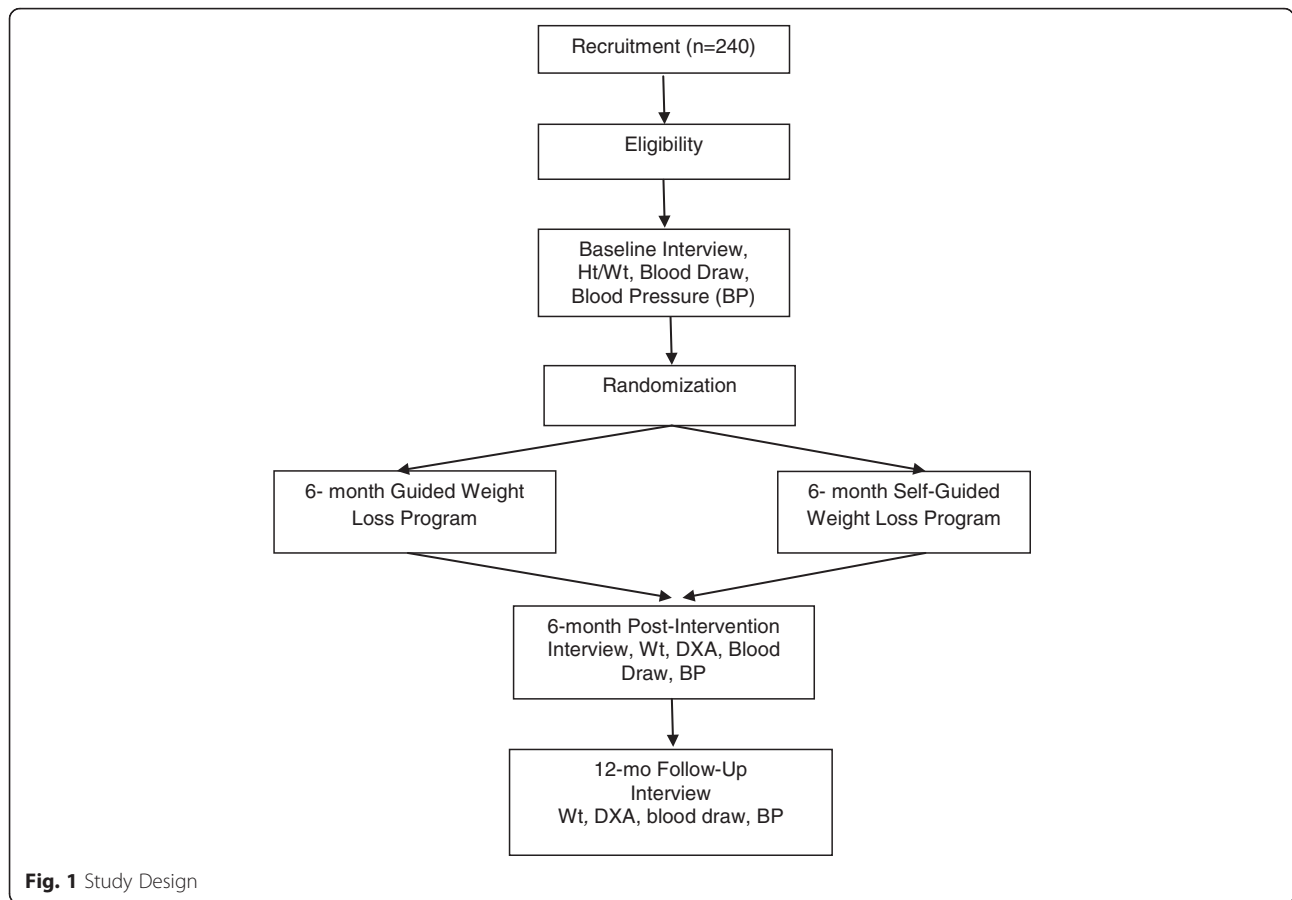 Recruitment (n=240)
Eligibility
Baseline Interview,
Ht/Wt, Blood Draw,
Blood Pressure (BP)
Randomization
6- month Guided Weight
Loss Program
6- month Self-Guided
Weight Loss Program
6-month Post-Intervention
Interview, Wt, DXA, Blood
Draw, BP
12-mo Follow-Up
Interview
Wt, DXA, blood draw, BP
Fig. 1 Study Design